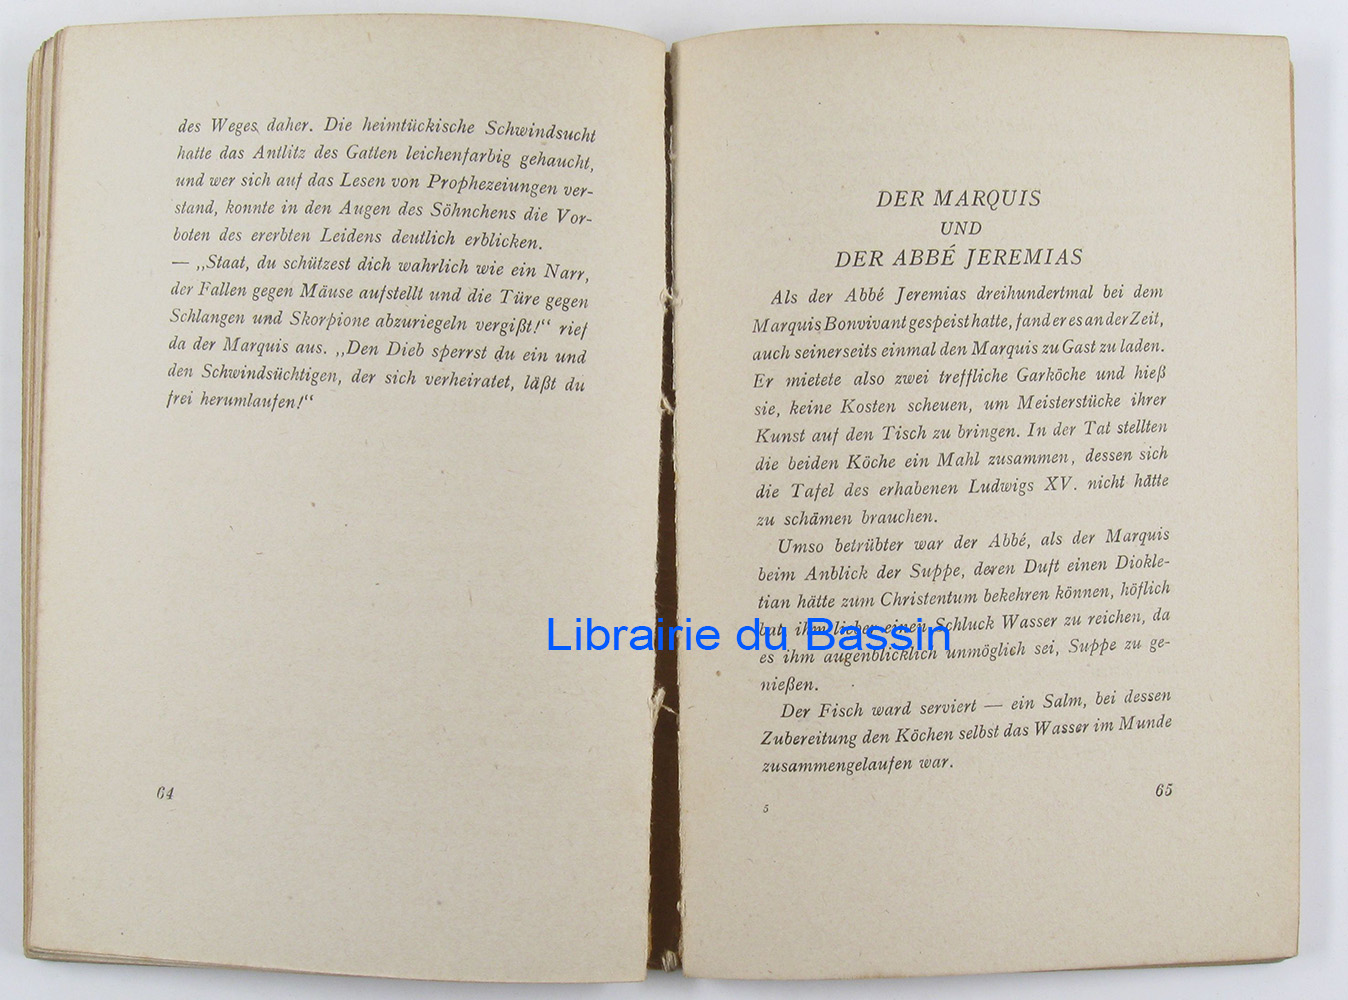 des Weges daher. Die heimtückische Schwindsucht
hatte das Antlitz des Gatten leichenfarbig gehaucht,
und wer sich auf das Lesen von Prophezeiungen ver-
stand, konnte in den Augen des Söhnchens die Vor-
boten des ererbten Leidens deutlich erblicken.
— „Staat, du schützest dich wahrlich wie ein Narr,
der Fallen gegen Mäuse aufstellt und die Türe gegen
Schlangen und Skorpione abzuriegeln vergißt!“ rief
da der Marquis aus. „Den Dieb sperrst du ein und
den Schwindsüchtigen, der sich verheiratet, läßt du
frei herumlaufen!“
64
DER MARQUIS
UND
DER ABBÉ JEREMIAS
Als der Abbé Jeremias dreihundertmal bei dem
Marquis Bonvivant gespeist hatte, fand er es an der Zeit,
auch seinerseits einmal den Marquis zu Gast zu laden.
Er mietete also zwei treffliche Garköche und hieß
sie, keine Kosten scheuen, um Meisterstücke ihrer
Kunst auf den Tisch zu bringen. In der Tat stellten
die beiden Köche ein Mahl zusammen, dessen sich
die Tafel des erhabenen Ludwigs XV. nicht hätte
zu schämen brauchen.
Umso betrübter war der Abbé, als der Marquis
beim Anblick der Suppe, deren Duft einen Diokle-
tian hätte zum Christentum bekehren können, höflich
bat, ihm lieber einen Schluck Wasser zu reichen, da
es ihm augenblicklich unmöglich sei, Suppe zu ge-
nießen.
Der Fisch ward serviert — ein Salm, bei dessen
Zubereitung den Köchen selbst das Wasser im Munde
zusammengelaufen war.
5
65
Librairie du Bassin